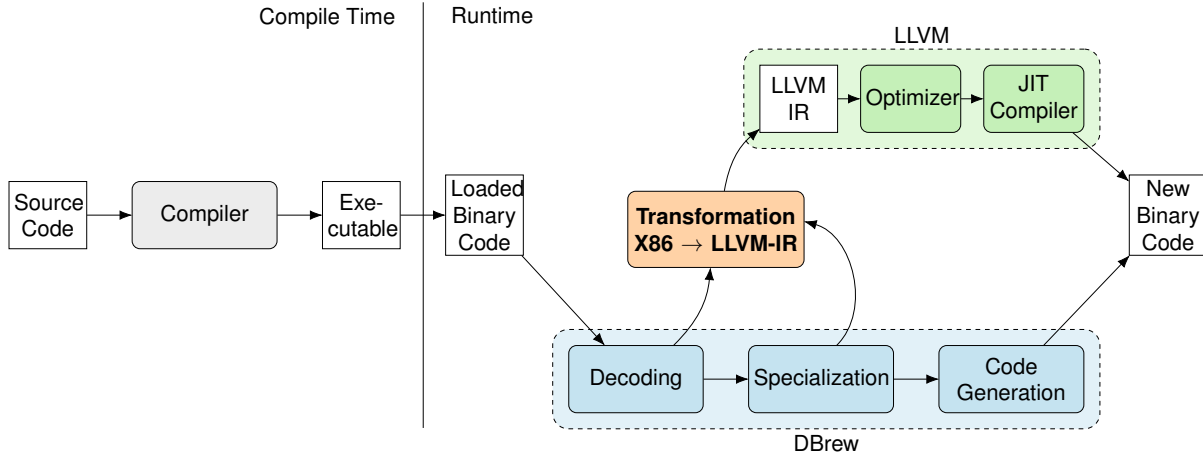 Compile Time
Runtime
LLVM
LLVM
IR
Optimizer
JIT
Compiler
Source
Code
Compiler
Exe-
cutable
Loaded
Binary
Code
Transformation
X86 → LLVM-IR
New
Binary
Code
Decoding
Specialization
Code
Generation
DBrew